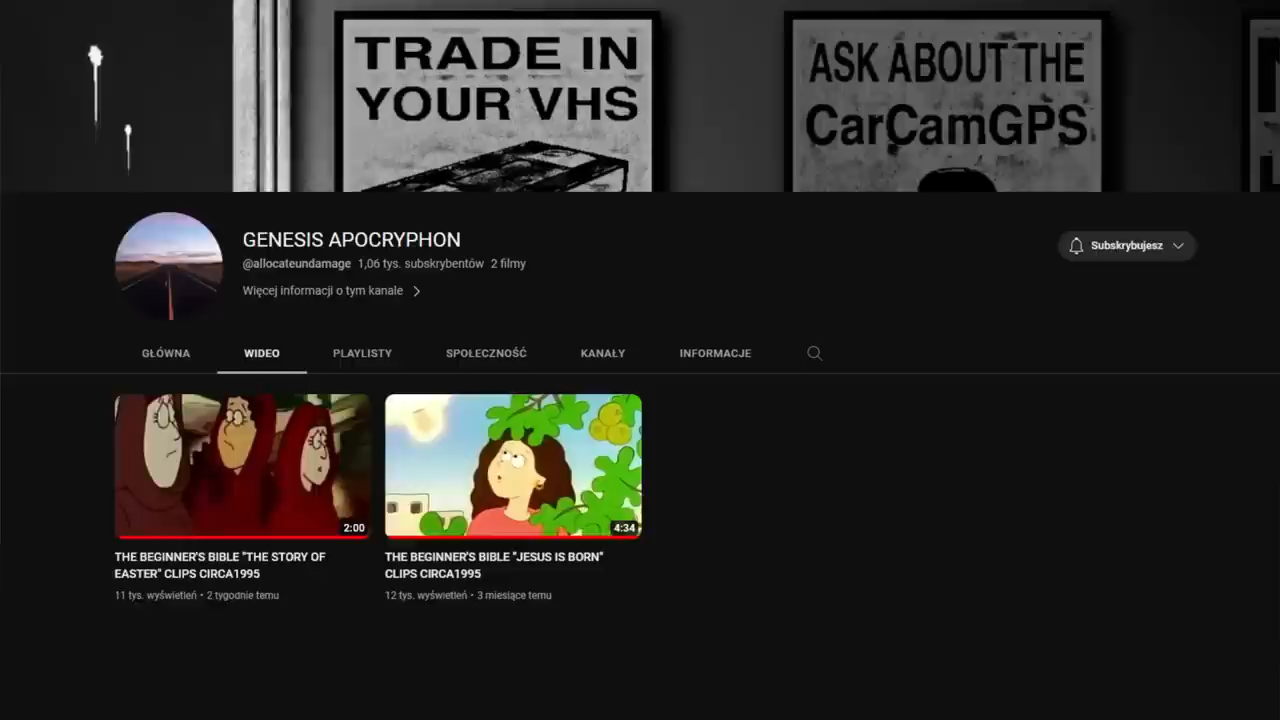 TRADE IN
YOUR VHS
ASK ABOUT THE
CarCamGPS
GENESIS APOCRYPHON
@allocateundamage 1,06 tys. subskrybentów 2 filmy
Więcej informacji o tym kanale
Subskrybujesz
GŁÓWNA WIDEO PLAYLISTY SPOŁECZNOŚĆ KANAŁY INFORMACJE
2:00
4:34
THE BEGINNER'S BIBLE "THE STORY OF
EASTER" CLIPS CIRCA1995
11 tys. wyświetleń • 2 tygodnie temu
THE BEGINNER'S BIBLE "JESUS IS BORN"
CLIPS CIRCA1995
12 tys. wyświetleń • 3 miesiące temu